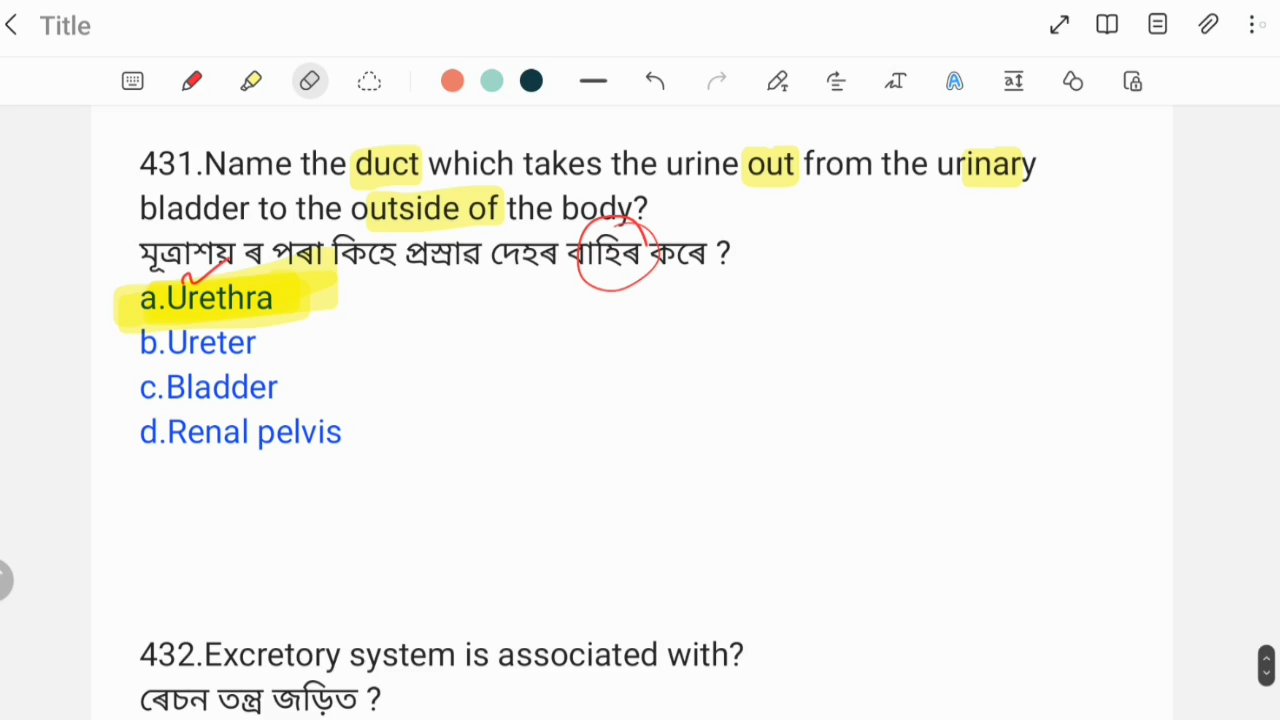 Title
431.Name the duct which takes the urine out from the urinary
bladder to the outside of the body?
মূত্ৰাশয় ৰ পৰা কিহে প্ৰস্ৰাৱ দেহৰ বাহিৰ কৰে ?
a.Urethra
b.Ureter
c.Bladder
d.Renal pelvis
432.Excretory system is associated with?
ৰেচন তন্ত্ৰ জড়িত ?